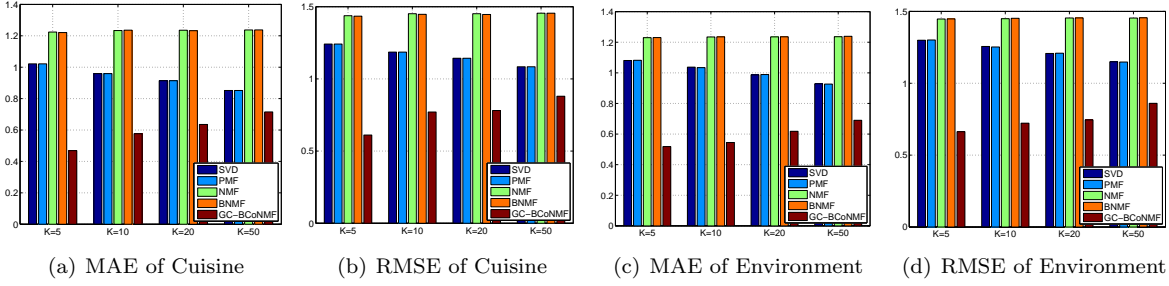 1.4
1.2
1
0.8
0.6
0.4
0.2
0
K=5 K=10 K=20 K=50
SVD
PMF
NMF
BNMF
GC−BCoNMF
(a) MAE of Cuisine
1.5
1
0.5
0
K=5 K=10 K=20 K=50
SVD
PMF
NMF
BNMF
GC−BCoNMF
(b) RMSE of Cuisine
1.4
1.2
1
0.8
0.6
0.4
0.2
0
K=5 K=10 K=20 K=50
SVD
PMF
NMF
BNMF
GC−BCoNMF
(c) MAE of Environment
1.5
1
0.5
0
K=5 K=10 K=20 K=50
SVD
PMF
NMF
BNMF
GC−BCoNMF
(d) RMSE of Environment